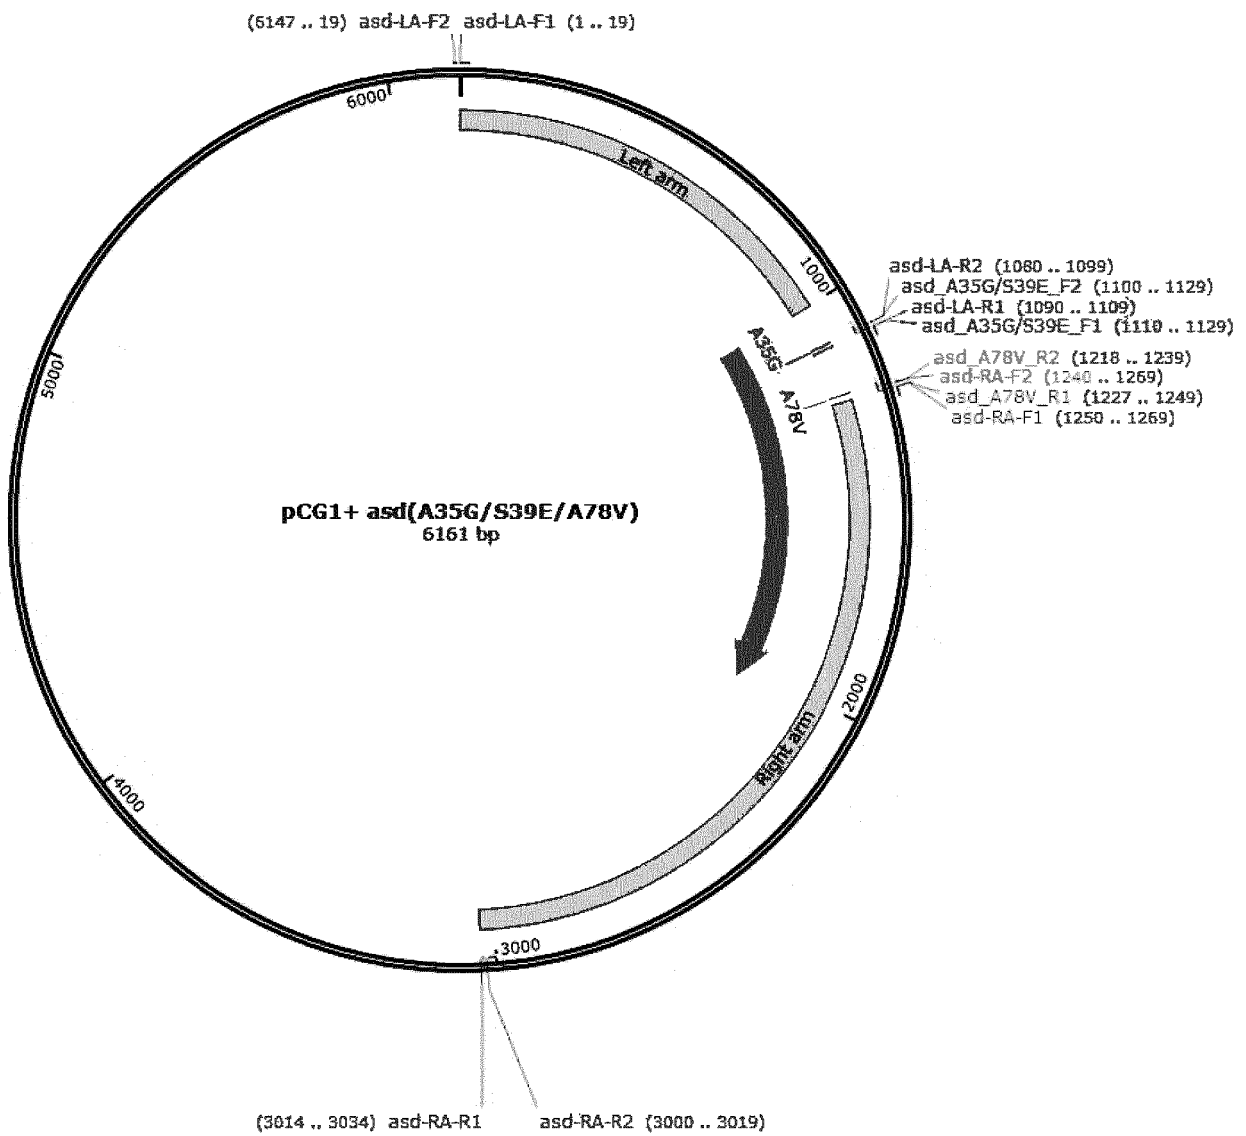 (6147 .. 19) asd-LA-F2 asd-LA-F1 (1 .. 19)
6000
Left arm
1000
asd-LA-R2 (1080 .. 1099)
asd_A35G/S39E_F2 (1100 .. 1129)
asd-LA-R1 (1090 .. 1109)
asd_A35G/S39E_F1 (1110 .. 1129)
A35G
5000
asd_A78V_R2 (1218 .. 1239)
asd-RA-F2 (1240 .. 1269)
asd_A78V_R1 (1227 .. 1249)
asd-RA-F1 (1250 .. 1269)
A78V
pCG1+ asd(A35G/S39E/A78V)
6161 bp
2000
Right arm
4000
3000
(3014 .. 3034) asd-RA-R1 asd-RA-R2 (3000 .. 3019)